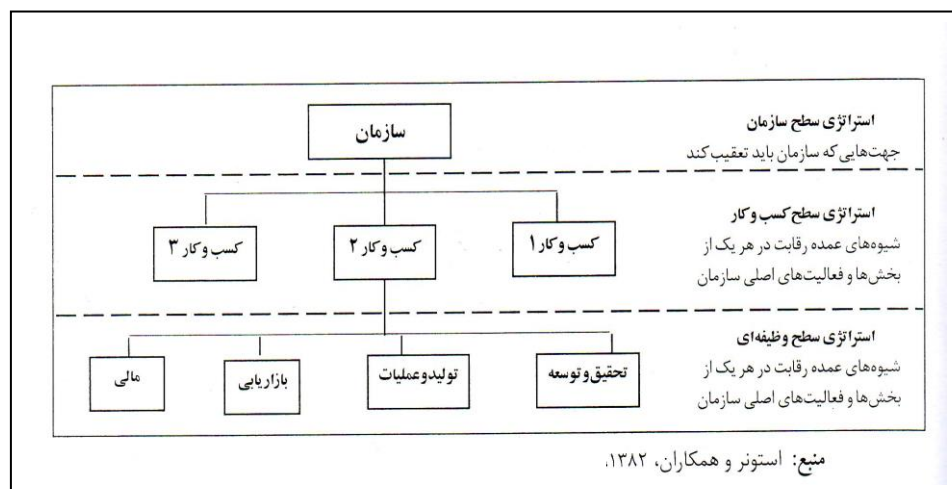 استراتژی سطح سازمان
جهت‌هایی که سازمان باید تعقیب کند
سازمان
استراتژی سطح کسب و کار
شیوه‌های عمده رقابت در هر یک از
بخش‌ها و فعالیت‌های اصلی سازمان
کسب و کار ۱
کسب و کار ۲
کسب و کار ۳
استراتژی سطح وظیفه‌ای
شیوه‌های عمده رقابت در هر یک از
بخش‌ها و فعالیت‌های اصلی سازمان
تحقیق و توسعه
تولید و عملیات
بازاریابی
مالی
منبع: استونر و همکاران، ۱۳۸۲.